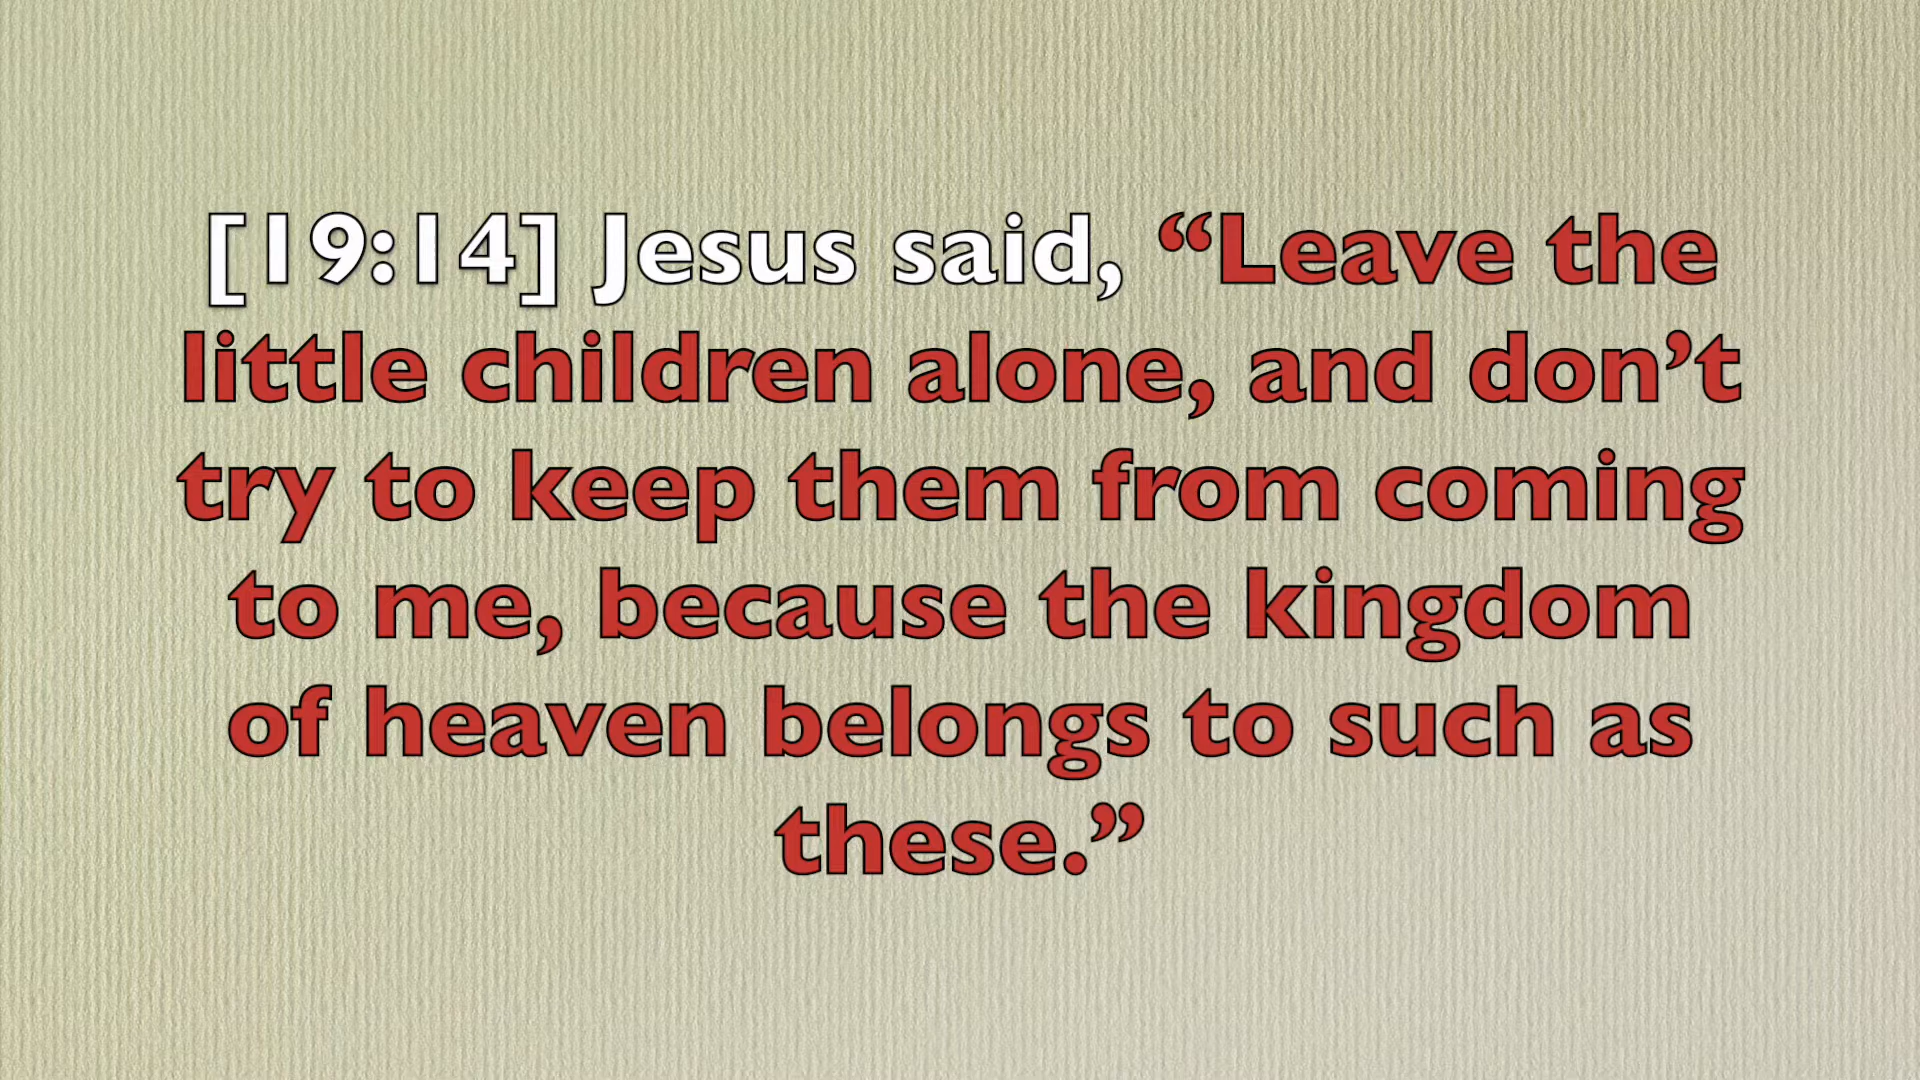 [19:14] Jesus said, “Leave the
little children alone, and don’t
try to keep them from coming
to me, because the kingdom
of heaven belongs to such as
these.”